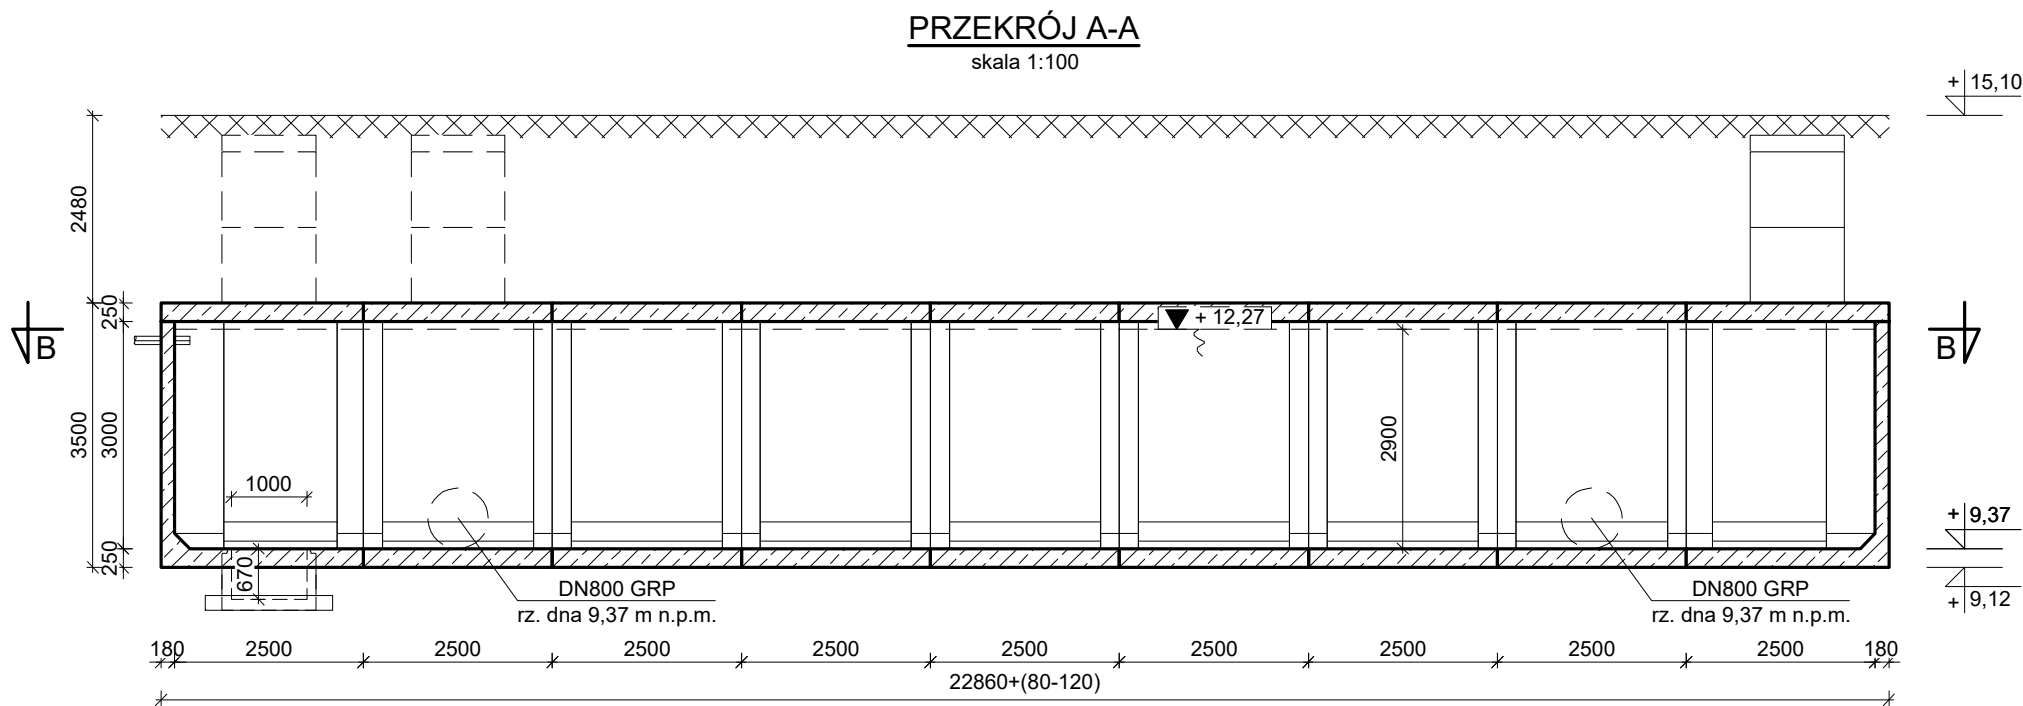 PRZEKRÓJ A-A
skala 1:100
+ 15,10
2480
250
+ 12,27
B
B
3500
3000
2900
1000
+ 9,37
250
670
DN800 GRP
rz. dna 9,37 m n.p.m.
DN800 GRP
rz. dna 9,37 m n.p.m.
+ 9,12
180 2500 2500 2500 2500 2500 2500 2500 2500 2500 180
22860+(80-120)